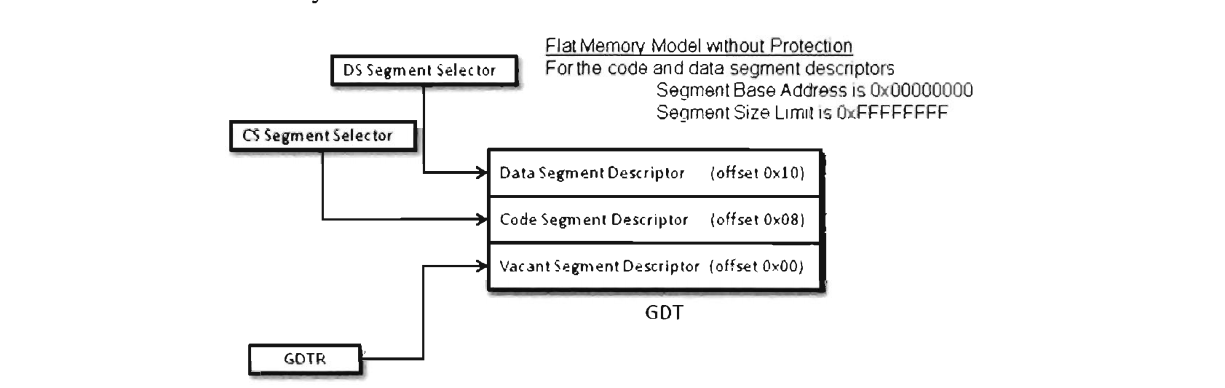 Flat Memory Model without Protection
For the code and data segment descriptors
Segment Base Address is 0x00000000
Segment Size Limit is 0xFFFFFFFF
DS Segment Selector
CS Segment Selector
Data Segment Descriptor (offset 0x10)
Code Segment Descriptor (offset 0x08)
Vacant Segment Descriptor (offset 0x00)
GDT
GDTR